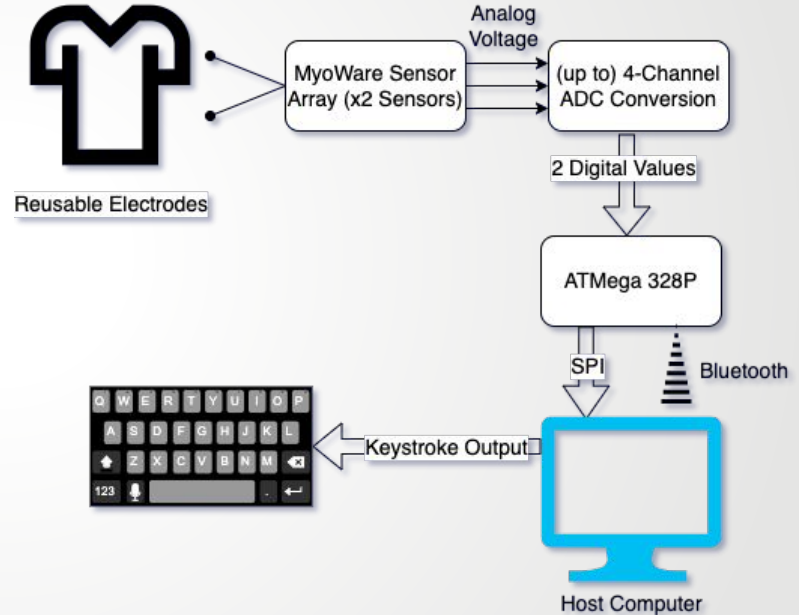 Analog
Voltage
MyoWare Sensor
Array (x2 Sensors)
(up to) 4-Channel
ADC Conversion
Reusable Electrodes
2 Digital Values
ATMega 328P
SPI
Bluetooth
Q W E R T Y U I O P
A S D F G H J K L
Z X C V B N M
123 .
Keystroke Output
Host Computer